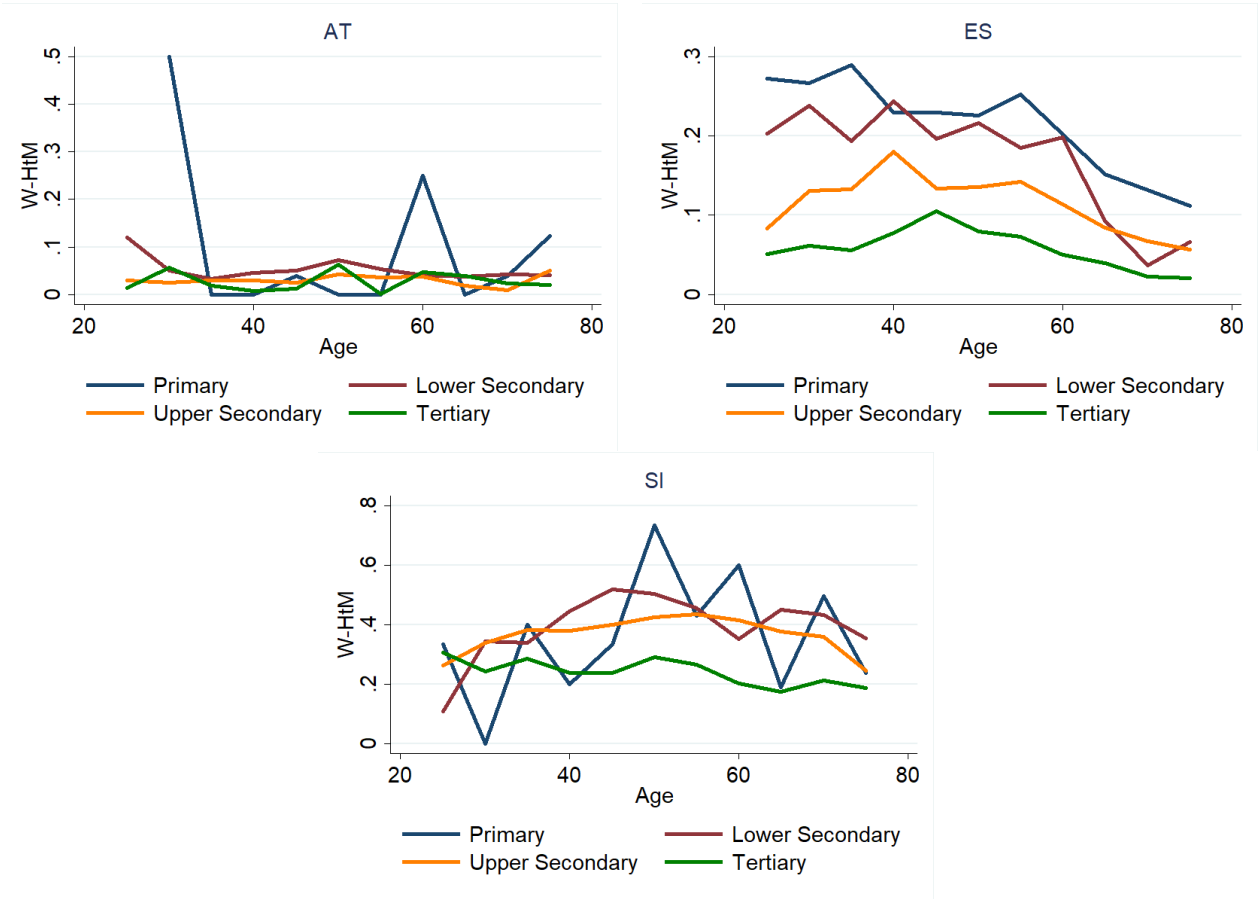 AT
W-HtM
.5
.4
.3
.2
.1
0
20 40 60 80
Age
Primary Lower Secondary
Upper Secondary Tertiary
ES
W-HtM
.3
.2
.1
0
20 40 60 80
Age
Primary Lower Secondary
Upper Secondary Tertiary
SI
W-HtM
.8
.6
.4
.2
0
20 40 60 80
Age
Primary Lower Secondary
Upper Secondary Tertiary